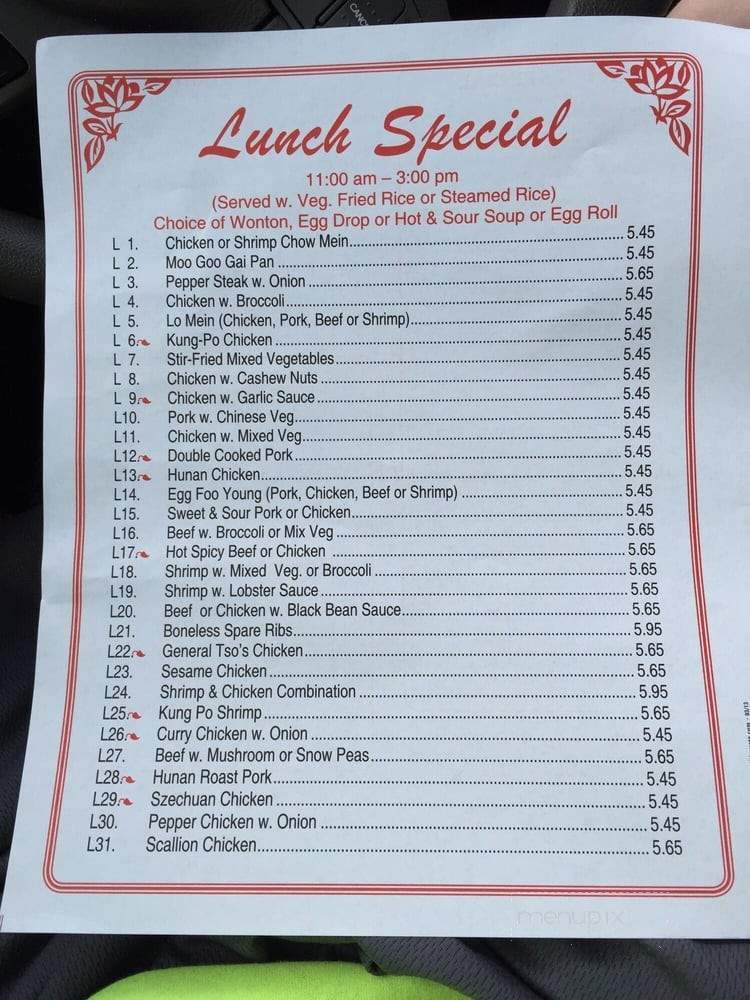 CANC
Lunch Special
11:00 am – 3:00 pm
(Served w. Veg. Fried Rice or Steamed Rice)
Choice of Wonton, Egg Drop or Hot & Sour Soup or Egg Roll
L 1. Chicken or Shrimp Chow Mein 5.45
L 2. Moo Goo Gai Pan 5.45
L 3. Pepper Steak w. Onion 5.65
L 4. Chicken w. Broccoli 5.45
L 5. Lo Mein (Chicken, Pork, Beef or Shrimp) 5.45
L 6. Kung-Po Chicken 5.45
L 7. Stir-Fried Mixed Vegetables 5.45
L 8. Chicken w. Cashew Nuts 5.45
L 9. Chicken w. Garlic Sauce 5.45
L10. Pork w. Chinese Veg. 5.45
L11. Chicken w. Mixed Veg. 5.45
L12. Double Cooked Pork 5.45
L13. Hunan Chicken 5.45
L14. Egg Foo Young (Pork, Chicken, Beef or Shrimp) 5.45
L15. Sweet & Sour Pork or Chicken 5.45
L16. Beef w. Broccoli or Mix Veg 5.65
L17. Hot Spicy Beef or Chicken 5.65
L18. Shrimp w. Mixed Veg. or Broccoli 5.65
L19. Shrimp w. Lobster Sauce 5.65
L20. Beef or Chicken w. Black Bean Sauce 5.65
L21. Boneless Spare Ribs 5.95
L22. General Tso's Chicken 5.65
L23. Sesame Chicken 5.65
L24. Shrimp & Chicken Combination 5.95
L25. Kung Po Shrimp 5.65
L26. Curry Chicken w. Onion 5.45
L27. Beef w. Mushroom or Snow Peas 5.65
L28. Hunan Roast Pork 5.45
L29. Szechuan Chicken 5.45
L30. Pepper Chicken w. Onion 5.45
L31. Scallion Chicken 5.65
menupix